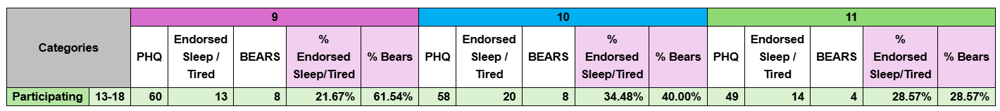 Categories 9 10 11
PHQ Endorsed Sleep / Tired BEARS % Endorsed Sleep/Tired % Bears PHQ Endorsed Sleep / Tired BEARS % Endorsed Sleep/Tired % Bears PHQ Endorsed Sleep / Tired BEARS % Endorsed Sleep/Tired % Bears
Participating 13-18 60 13 8 21.67% 61.54% 58 20 8 34.48% 40.00% 49 14 4 28.57% 28.57%